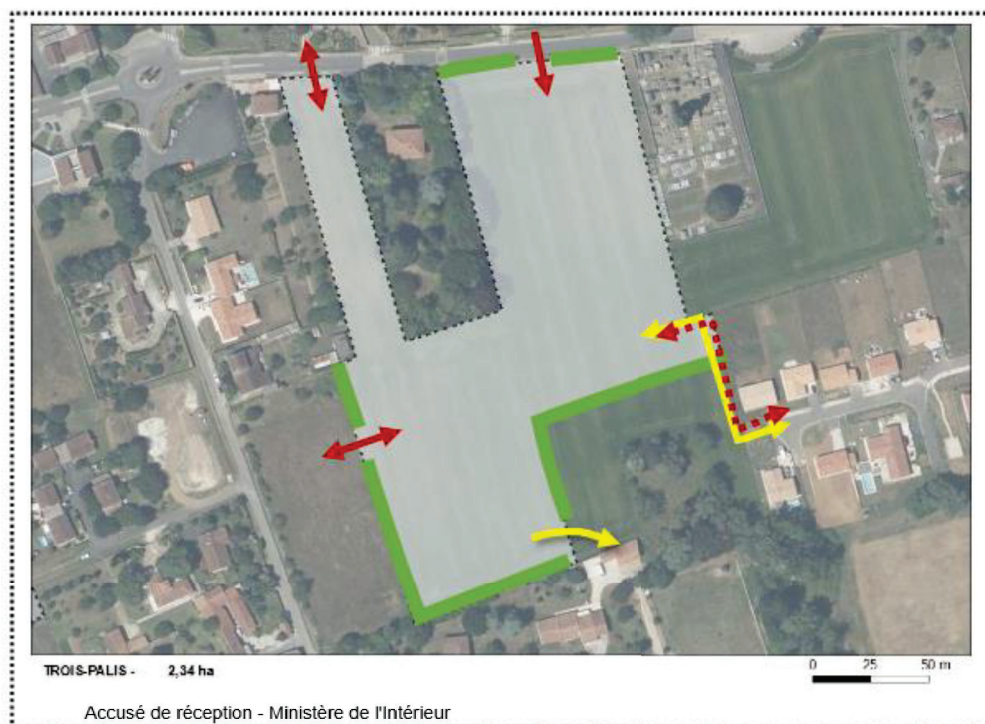 TROIS-PALIS - 2,34 ha
0 25 50 m
Accusé de réception - Ministère de l'Intérieur